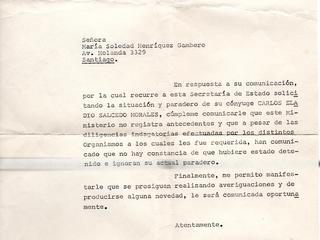 Señora
María Soledad Henríquez Gambero
Av. Holanda 3329
Santiago.
En respuesta a su comunicación,
por la cual recurre a esta Secretaría de Estado solici
tando la situación y paradero de su cónyuge CARLOS ELA
DIO SALCEDO MORALES, cúmpleme comunicarle que este Mi-
nisterio no registra antecedentes y que a pesar de las
diligencias indagatorias efectuadas por los distintos
Organismos a los cuales les fue requerida, han comuni-
cado que no hay constancia de que hubiere estado dete-
nido e ignoran su actual paradero.
Finalmente, me permito manifes-
tarle que se prosiguen realisando averiguaciones y de
producirse alguna novedad, le será comunicada oportuna
mente.
Atentamente.